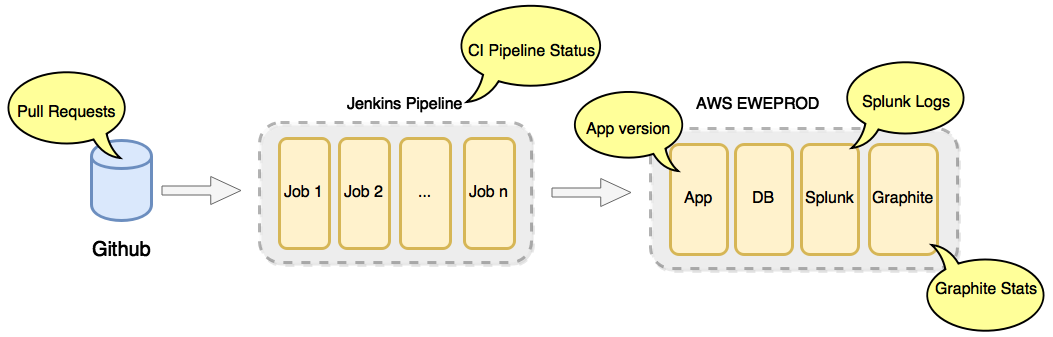 CI Pipeline Status
Pull Requests
Jenkins Pipeline
AWS EWEPROD
Splunk Logs
App version
Job 1
Job 2
...
Job n
App
DB
Splunk
Graphite
Github
Graphite Stats